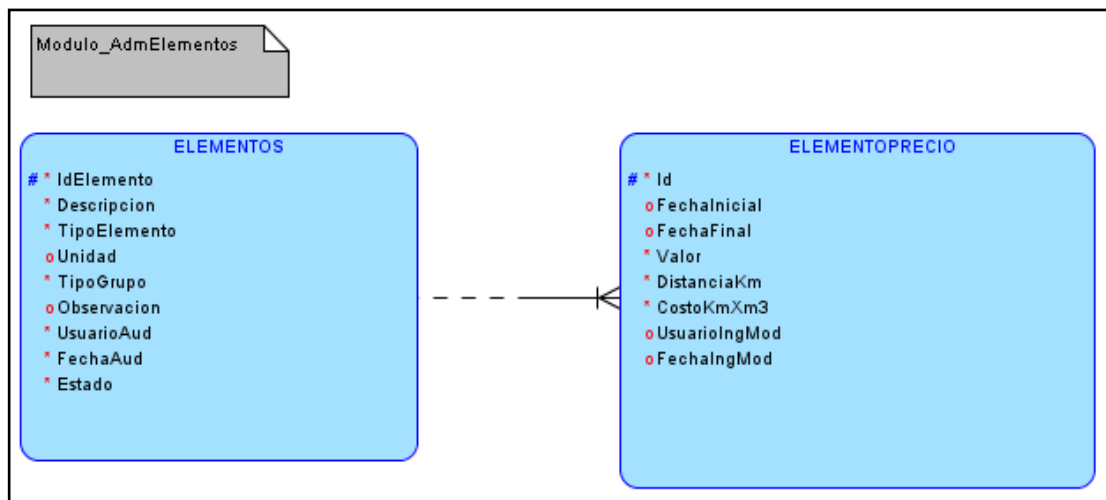 Modulo_AdmElementos
ELEMENTOS
# * IdElemento
* Descripcion
* TipoElemento
o Unidad
* TipoGrupo
o Observacion
* UsuarioAud
* FechaAud
* Estado
ELEMENTOPRECIO
# * Id
o FechaInicial
o FechaFinal
* Valor
* DistanciaKm
* CostoKmXm3
o UsuarioIngMod
o FechaIngMod